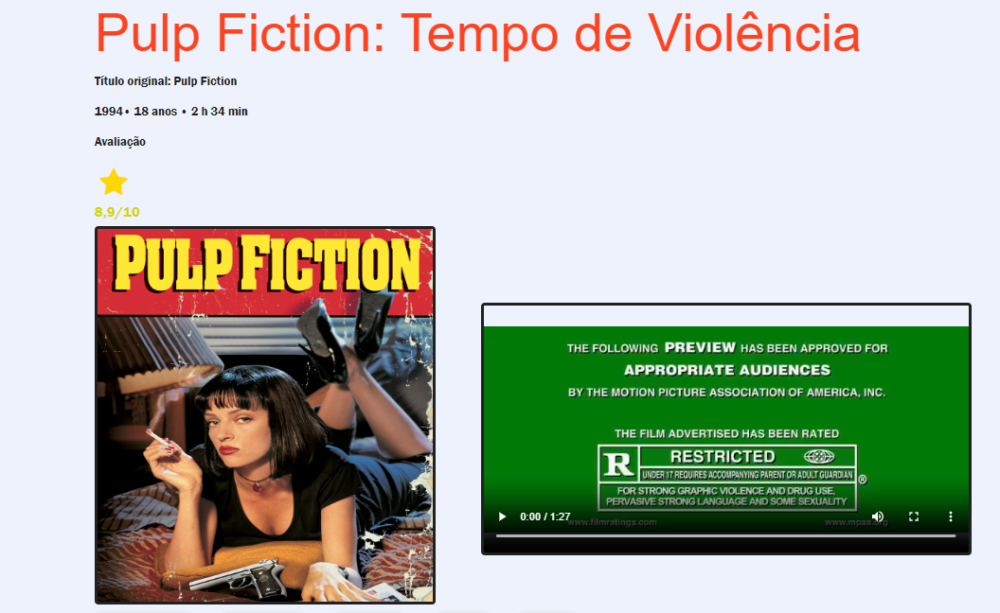 Pulp Fiction: Tempo de Violência
Título original: Pulp Fiction
1994 • 18 anos • 2 h 34 min
Avaliação
8,9/10
PULP FICTION
THE FOLLOWING PREVIEW HAS BEEN APPROVED FOR
APPROPRIATE AUDIENCES
BY THE MOTION PICTURE ASSOCIATION OF AMERICA, INC.
THE FILM ADVERTISED HAS BEEN RATED
R RESTRICTED
UNDER 17 REQUIRES ACCOMPANYING PARENT OR ADULT GUARDIAN ®
FOR STRONG GRAPHIC VIOLENCE AND DRUG USE,
PERVASIVE STRONG LANGUAGE AND SOME SEXUALITY
0:00 / 1:27
www.filmratings.com www.mpaa.org